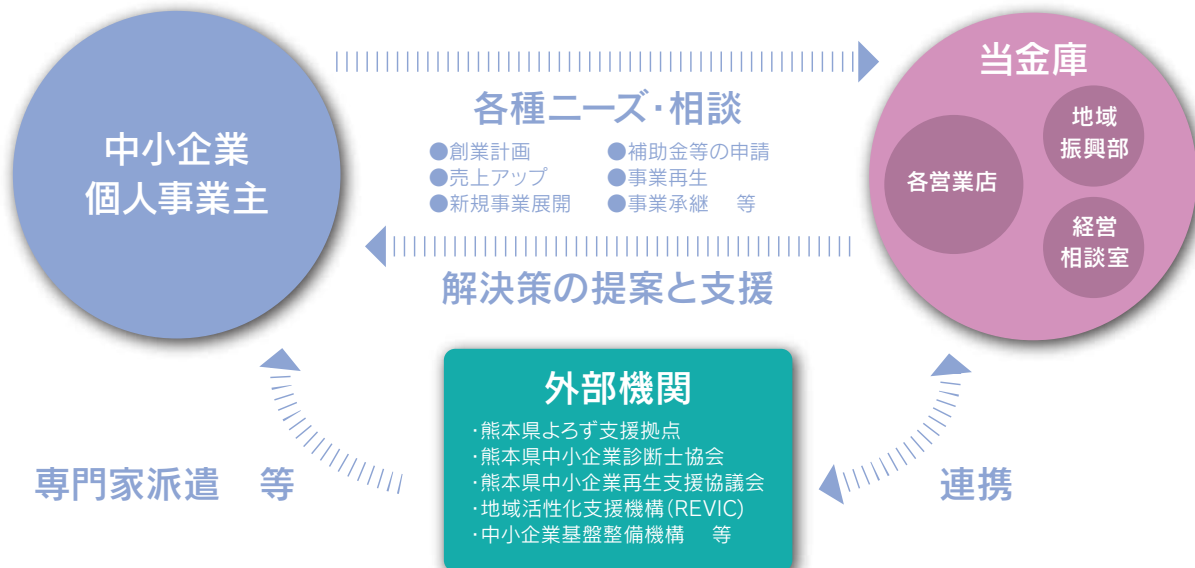 中小企業
個人事業主
各種ニーズ・相談
●創業計画
●売上アップ
●新規事業展開
●補助金等の申請
●事業再生
●事業承継　等
解決策の提案と支援
当金庫
各営業店
地域
振興部
経営
相談室
外部機関
・熊本県よろず支援拠点
・熊本県中小企業診断士協会
・熊本県中小企業再生支援協議会
・地域活性化支援機構(REVIC)
・中小企業基盤整備機構　等
専門家派遣　等
連携